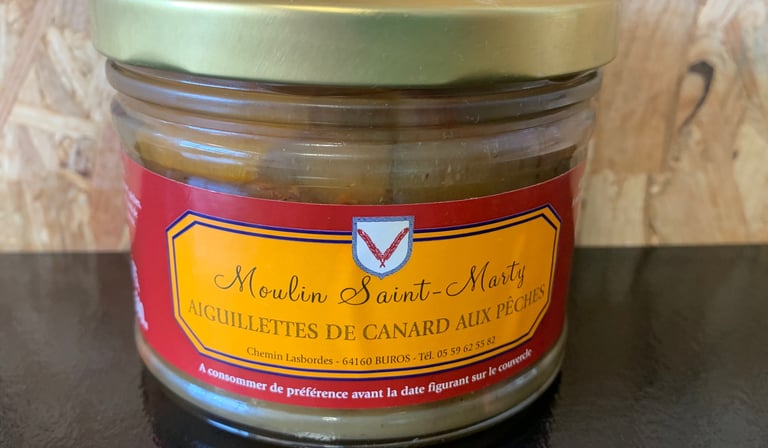 Moulin Saint-Marty
AIGUILLETTES DE CANARD AUX PÊCHES
Chemin Lasbordes - 64160 BUROS - Tél. 05 59 62 55 82
A consommer de préférence avant la date figurant sur le couvercle